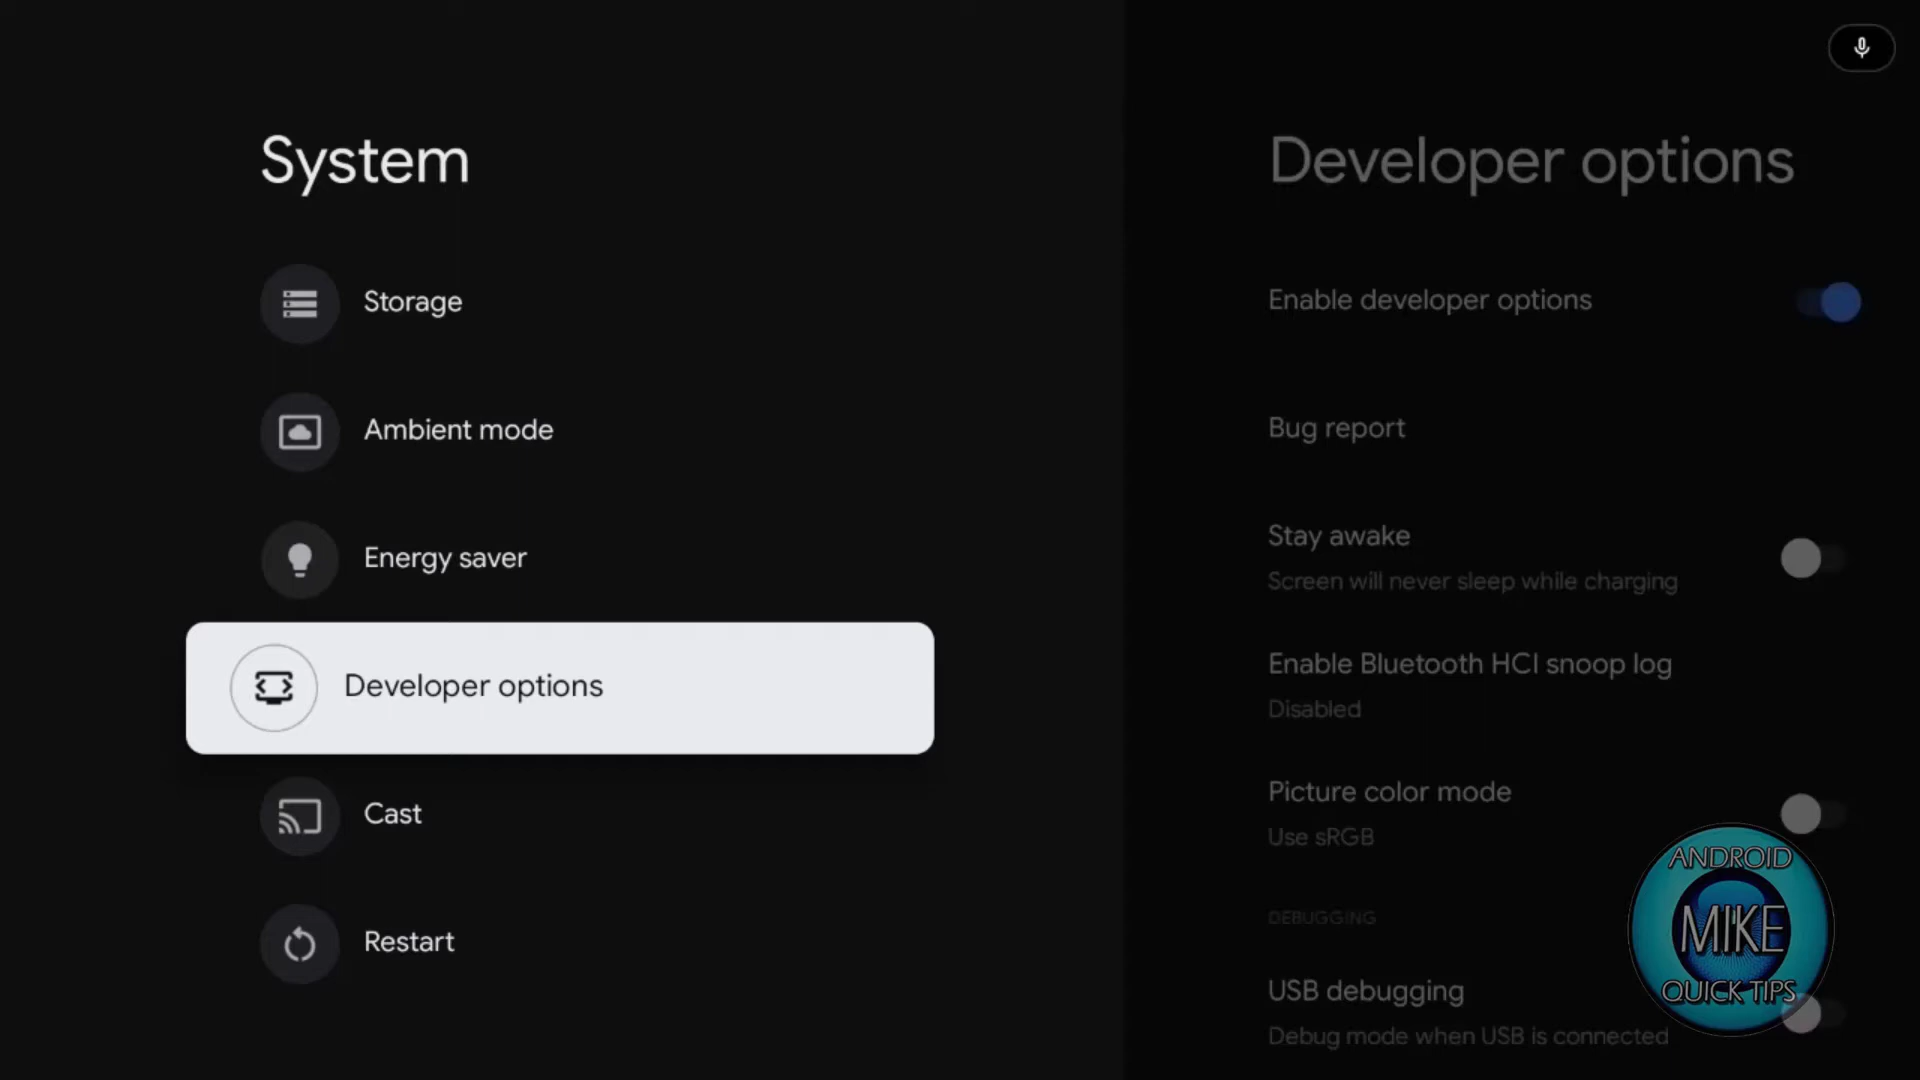 System
Storage
Ambient mode
Energy saver
Developer options
Cast
Restart
Developer options
Enable developer options
Bug report
Stay awake
Screen will never sleep while charging
Enable Bluetooth HCI snoop log
Disabled
Picture color mode
Use sRGB
DEBUGGING
USB debugging
Debug mode when USB is connected
ANDROID
MIKE
QUICK TIPS